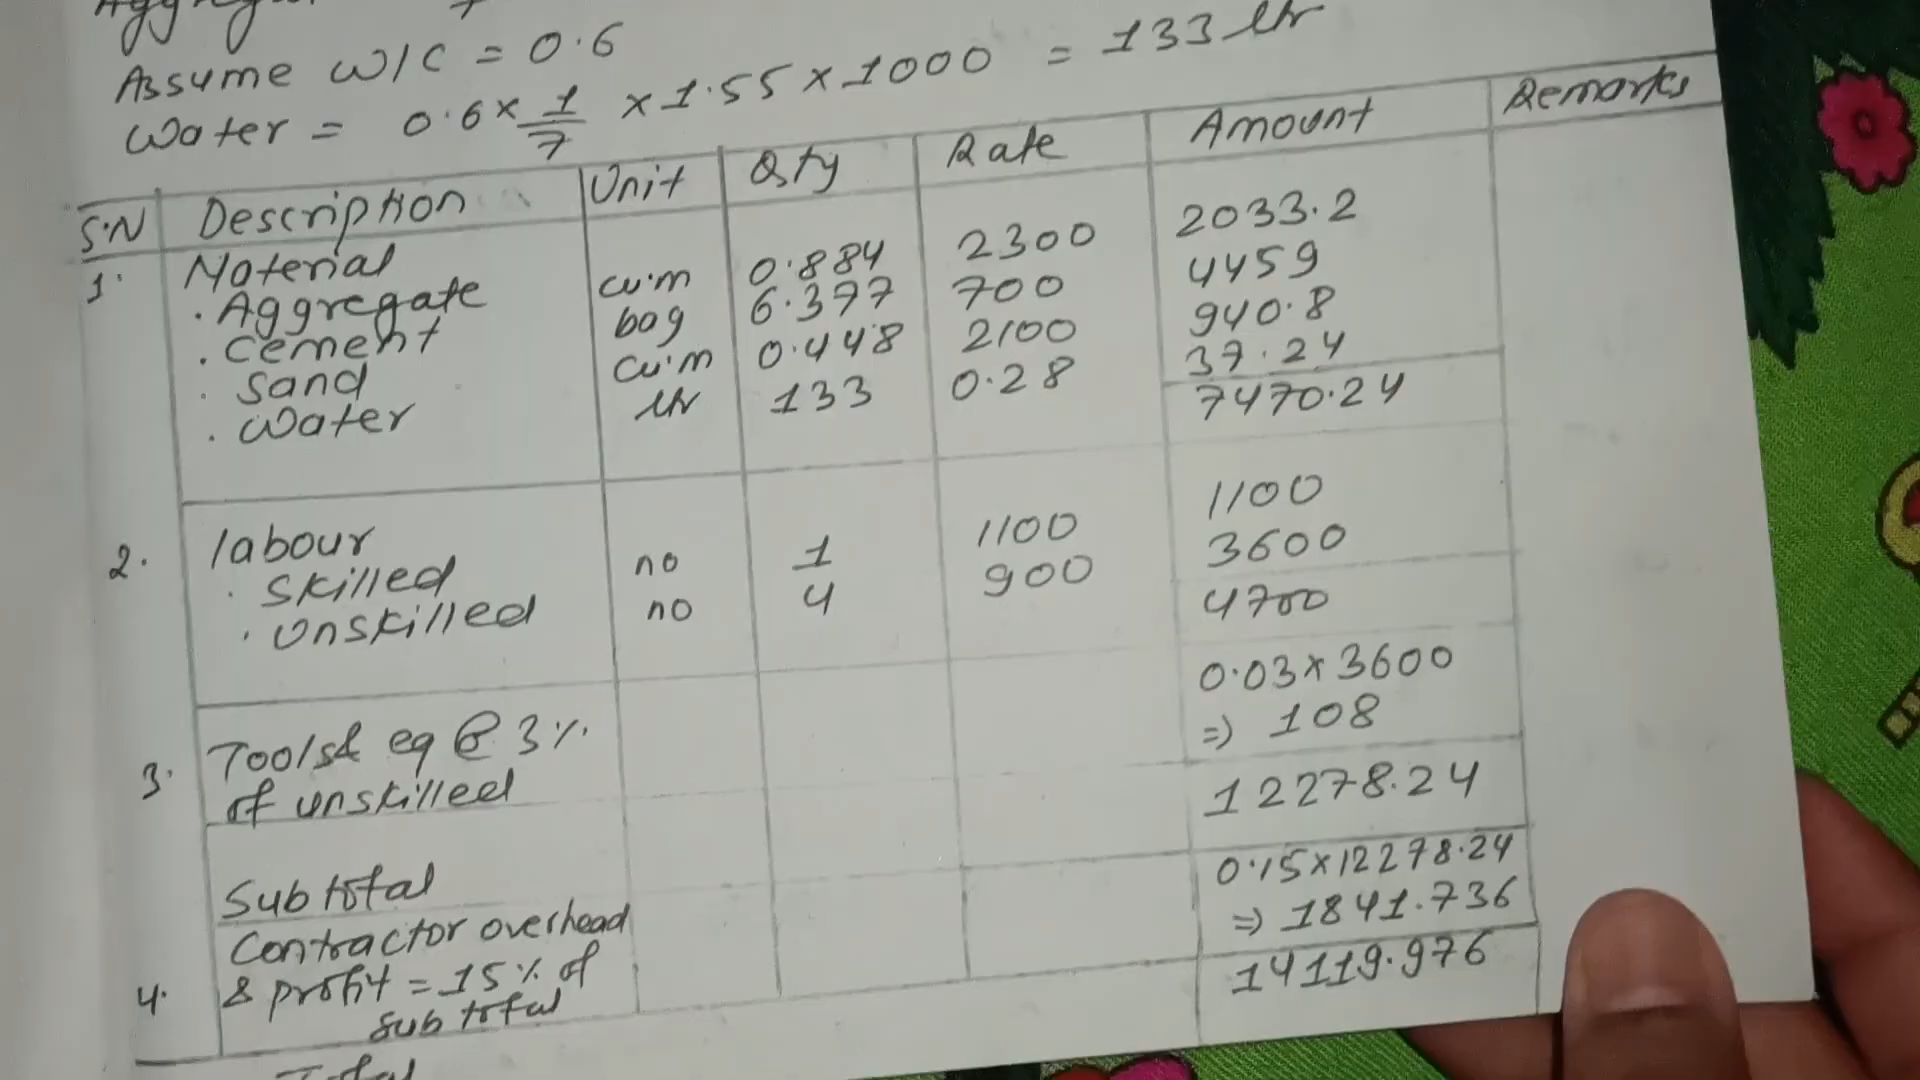 Assume W/C = 0.6
Water = 0.6 × 1/7 × 1.55 × 1000 = 133 ltr
S.N Description Unit Qty Rate Amount Remarks
1. Material
. Aggregate cu.m 0.884 2300 2033.2
. Cement bag 6.377 700 4459
. Sand cu.m 0.448 2100 940.8
. Water ltr 133 0.28 37.24
7470.24
2. labour
. Skilled no 1 1100 1100
. Unskilled no 4 900 3600
4700
3. Tools & eq @ 3% 0.03 × 3600
of unskilled => 108
Sub total 12278.24
Contractor overhead 0.15 × 12278.24
4. & profit = 15% of => 1841.736
sub total
Total 14119.976